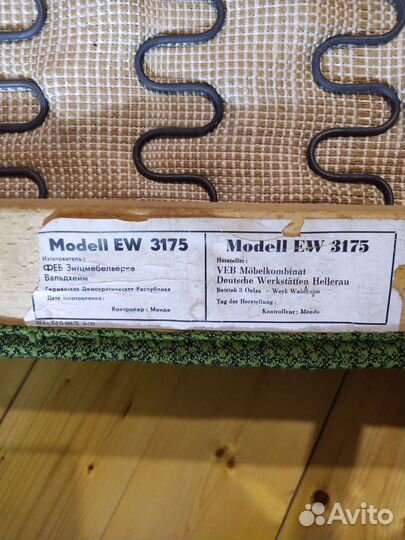 Modell EW 3175
Изготовитель:
ФЕБ Зитцмебелверке
Вальдхейм
Германская Демократическая Республика
Дата изготовления:
Контролер: Менде
Modell EW 3175
Hersteller:
VEB Möbelkombinat
Deutsche Werkstätten Hellerau
Betrieb 3 Oelsa - Werk Waldheim
Tag der Herstellung:
Kontrolleur: Mende
Avito